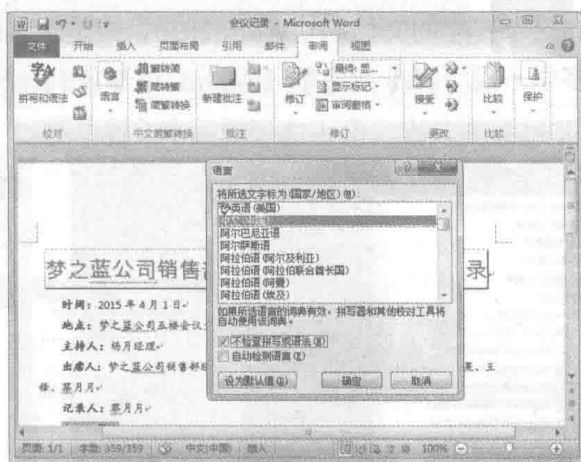 会议记录 - Microsoft Word
文件 开始 插入 页面布局 引用 邮件 审阅 视图
拼写和语法 语言 繁转简 简转繁 简繁转换 新建批注 修订 最终: 显... 显示标记 审阅窗格 接受 比较 保护
校对 中文简繁转换 批注 修订 更改 比较
语言
将所选文字标为(国家/地区)(M):
英语(美国)
阿尔巴尼亚语
阿尔萨斯语
阿拉伯语(阿尔及利亚)
阿拉伯语(阿拉伯联合酋长国)
阿拉伯语(阿曼)
阿拉伯语(埃及)
如果所选语言的词典有效，拼写器和其他校对工具将
自动使用该词典。
不检查拼写或语法(N)
自动检测语言(E)
设为默认值(D) 确定 取消
梦之蓝公司销售 录
时间：2015 年 4 月 1 日
地点：梦之蓝公司五楼会议
主持人：杨月经理
出席人：梦之蓝公司销售部 王
月月
记录人： 月月
页面: 1/1 字数: 359/359 中文(中国) 插入 100%